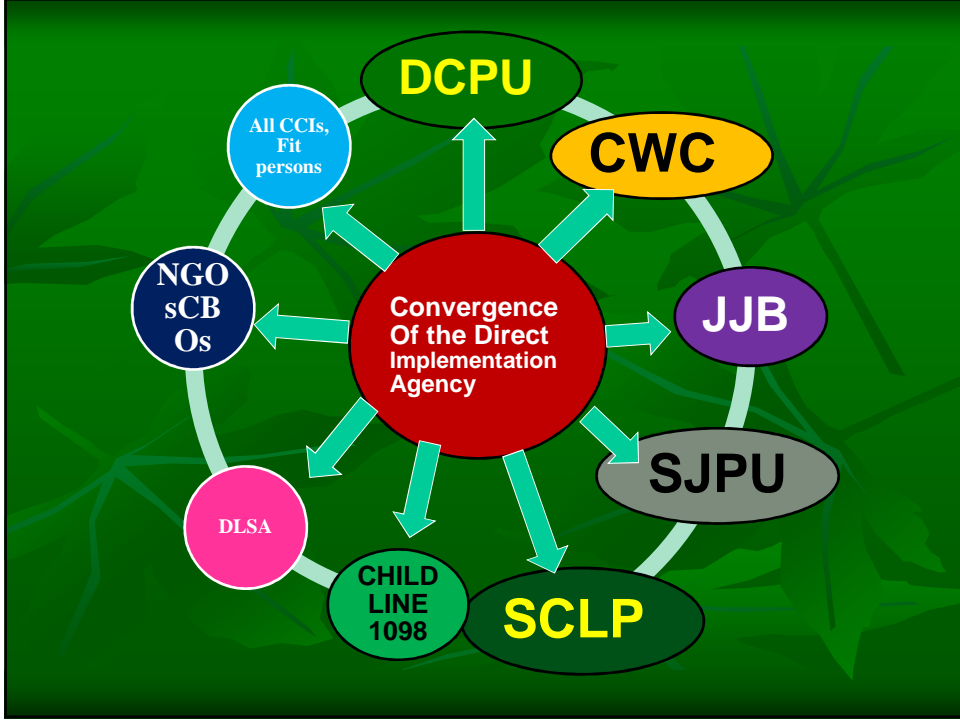 DCPU
All CCIs,
Fit
persons
CWC
NGO
sCB
Os
Convergence
Of the Direct
Implementation
Agency
JJB
SJPU
DLSA
CHILD
LINE
1098
SCLP